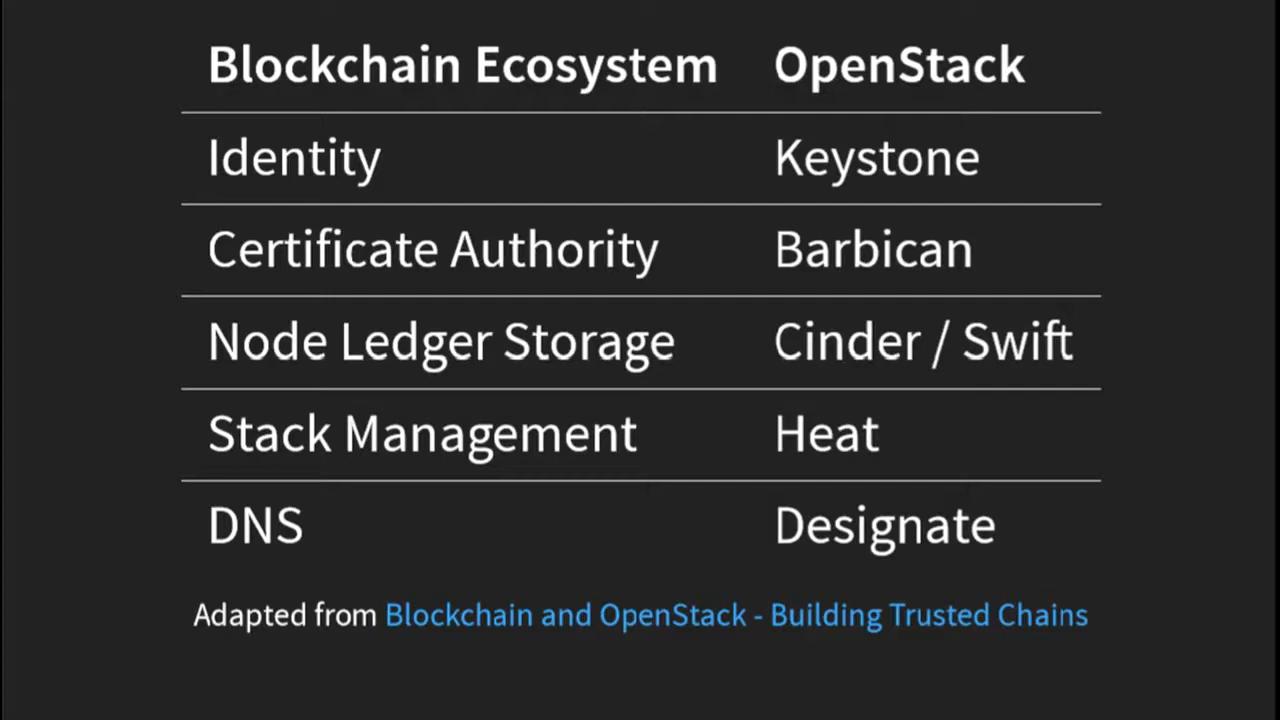 Blockchain Ecosystem OpenStack
Identity Keystone
Certificate Authority Barbican
Node Ledger Storage Cinder / Swift
Stack Management Heat
DNS Designate
Adapted from Blockchain and OpenStack - Building Trusted Chains